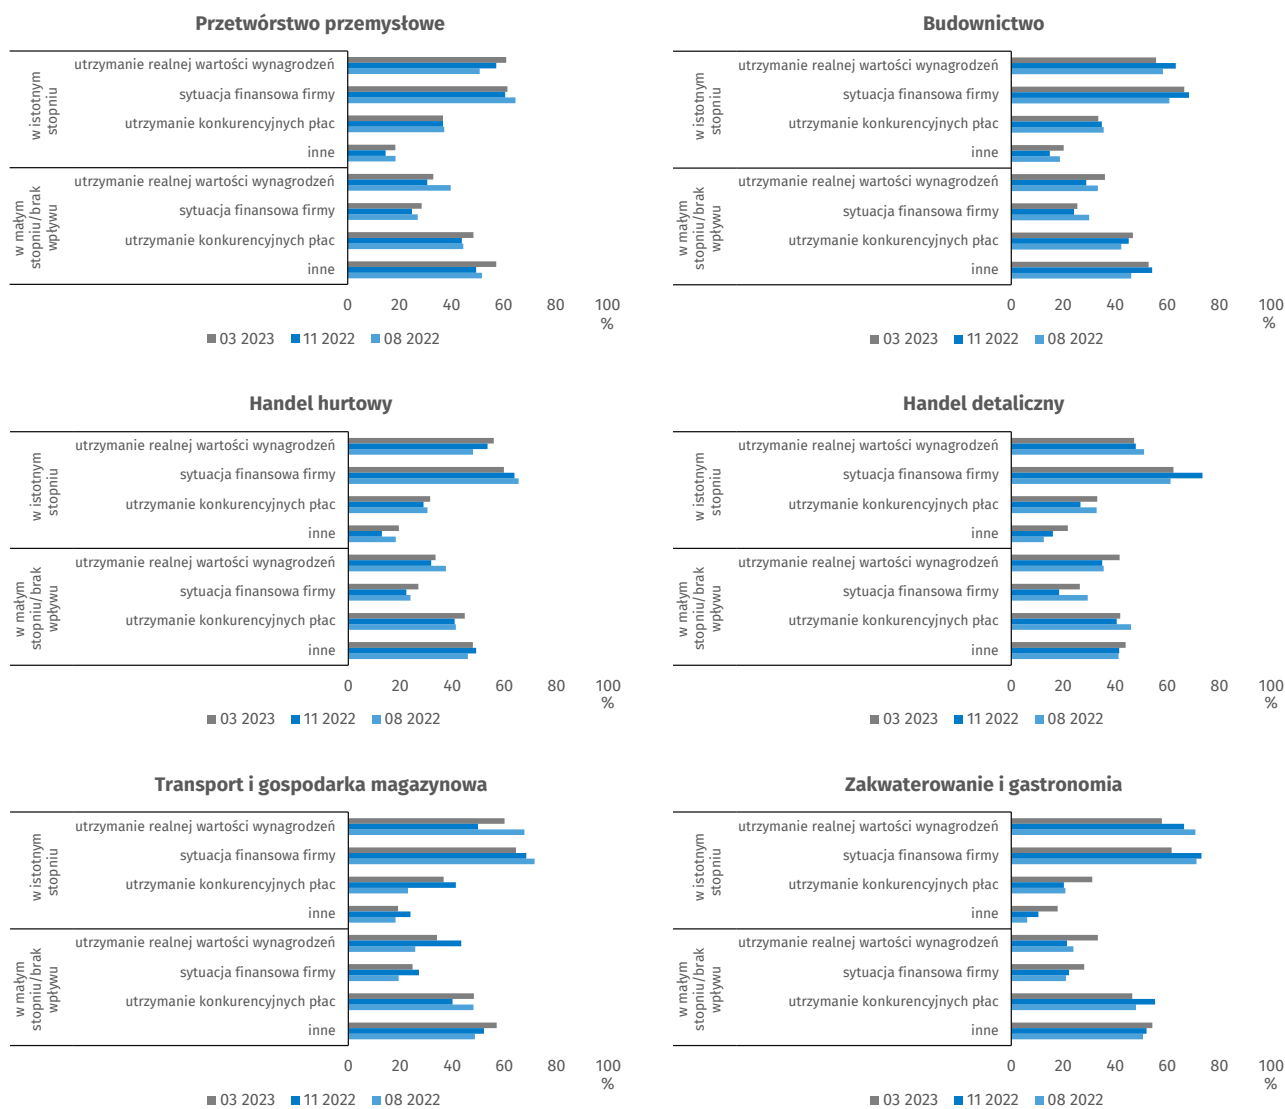 Przetwórstwo przemysłowe
w istotnym
stopniu
utrzymanie realnej wartości wynagrodzeń
sytuacja finansowa firmy
utrzymanie konkurencyjnych płac
inne
w małym
stopniu/brak
wpływu
utrzymanie realnej wartości wynagrodzeń
sytuacja finansowa firmy
utrzymanie konkurencyjnych płac
inne
0 20 40 60 80 100
%
03 2023 11 2022 08 2022
Budownictwo
w istotnym
stopniu
utrzymanie realnej wartości wynagrodzeń
sytuacja finansowa firmy
utrzymanie konkurencyjnych płac
inne
w małym
stopniu/brak
wpływu
utrzymanie realnej wartości wynagrodzeń
sytuacja finansowa firmy
utrzymanie konkurencyjnych płac
inne
0 20 40 60 80 100
%
03 2023 11 2022 08 2022
Handel hurtowy
w istotnym
stopniu
utrzymanie realnej wartości wynagrodzeń
sytuacja finansowa firmy
utrzymanie konkurencyjnych płac
inne
w małym
stopniu/brak
wpływu
utrzymanie realnej wartości wynagrodzeń
sytuacja finansowa firmy
utrzymanie konkurencyjnych płac
inne
0 20 40 60 80 100
%
03 2023 11 2022 08 2022
Handel detaliczny
w istotnym
stopniu
utrzymanie realnej wartości wynagrodzeń
sytuacja finansowa firmy
utrzymanie konkurencyjnych płac
inne
w małym
stopniu/brak
wpływu
utrzymanie realnej wartości wynagrodzeń
sytuacja finansowa firmy
utrzymanie konkurencyjnych płac
inne
0 20 40 60 80 100
%
03 2023 11 2022 08 2022
Transport i gospodarka magazynowa
w istotnym
stopniu
utrzymanie realnej wartości wynagrodzeń
sytuacja finansowa firmy
utrzymanie konkurencyjnych płac
inne
w małym
stopniu/brak
wpływu
utrzymanie realnej wartości wynagrodzeń
sytuacja finansowa firmy
utrzymanie konkurencyjnych płac
inne
0 20 40 60 80 100
%
03 2023 11 2022 08 2022
Zakwaterowanie i gastronomia
w istotnym
stopniu
utrzymanie realnej wartości wynagrodzeń
sytuacja finansowa firmy
utrzymanie konkurencyjnych płac
inne
w małym
stopniu/brak
wpływu
utrzymanie realnej wartości wynagrodzeń
sytuacja finansowa firmy
utrzymanie konkurencyjnych płac
inne
0 20 40 60 80 100
%
03 2023 11 2022 08 2022